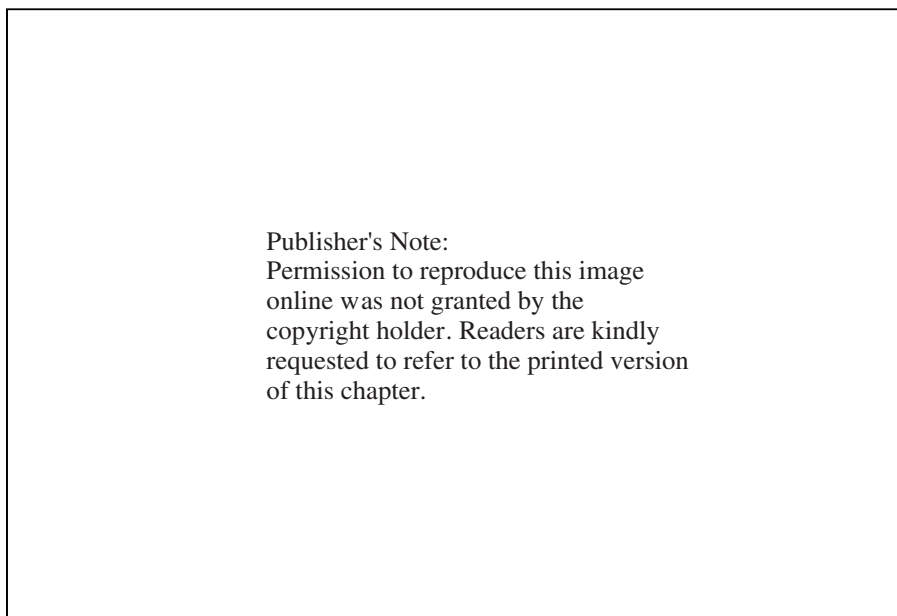 Publisher's Note:
Permission to reproduce this image
online was not granted by the
copyright holder. Readers are kindly
requested to refer to the printed version
of this chapter.